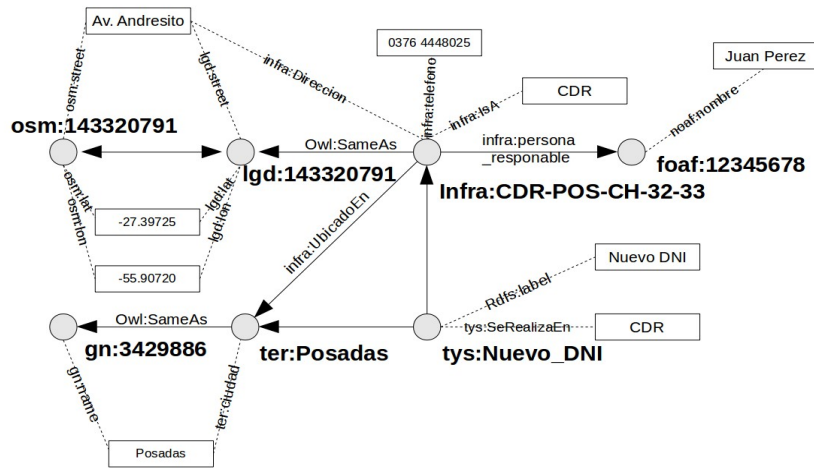 Av. Andresito
0376 4448025
Juan Perez
osm:street
lgd:street
infra:Direccion
infra:telefono
infra:IsA
CDR
noaf:nombre
osm:143320791
Owl:SameAs
infra:persona
_responable
lgd:143320791
foaf:12345678
Infra:CDR-POS-CH-32-33
osm:lat
osm:lon
lgd:lat
lgd:lon
-27.39725
-55.90720
infra:UbicadoEn
Nuevo DNI
Rdfs:label
Owl:SameAs
tys:SeRealizaEn
CDR
gn:3429886
ter:Posadas
tys:Nuevo_DNI
gn:name
ter:ciudad
Posadas